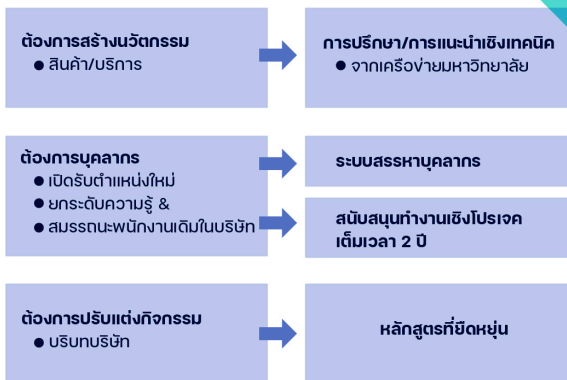 ต้องการสร้างนวัตกรรม
● สินค้า/บริการ
การปรึกษา/การแนะนำเชิงเทคนิค
● จากเครือข่ายมหาวิทยาลัย
ต้องการบุคลากร
● เปิดรับตำแหน่งใหม่
● ยกระดับความรู้ &
● สมรรถนะพนักงานเดิมในบริษัท
ระบบสรรหาบุคลากร
สนับสนุนทำงานเชิงโปรเจค
เต็มเวลา 2 ปี
ต้องการปรับแต่งกิจกรรม
● บริบทบริษัท
หลักสูตรที่ยืดหยุ่น